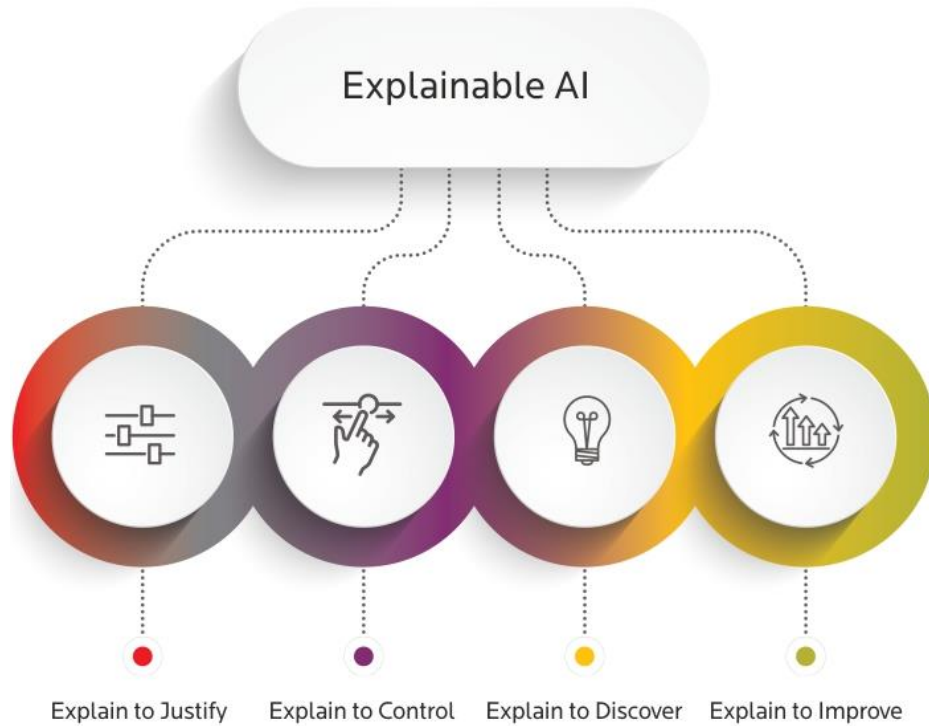 Explainable AI
Explain to Justify
Explain to Control
Explain to Discover
Explain to Improve